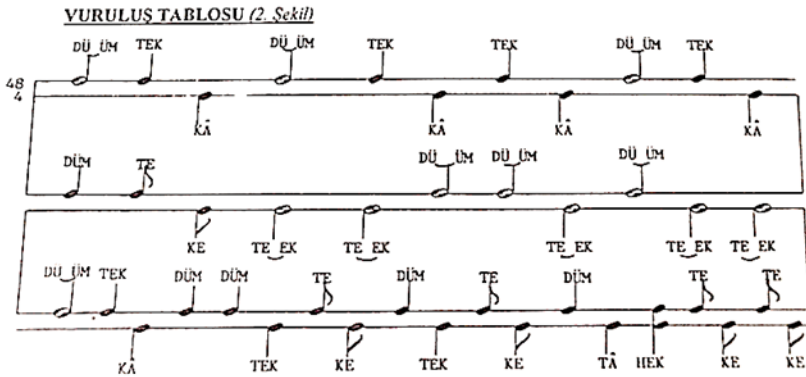 VURULUŞ TABLOSU (2. Şekil)
DÜ ÜM TEK DÜ ÜM TEK TEK DÜ ÜM TEK
48
4
KÂ KÂ KÂ KÂ
DÜM TE DÜ ÜM DÜ ÜM DÜ ÜM
KE TE EK TE EK TE EK TE EK TE EK
DÜ ÜM TEK DÜM DÜM TE DÜM TE DÜM TE TE
KÂ TEK KE TEK KE TÂ HEK KE KE